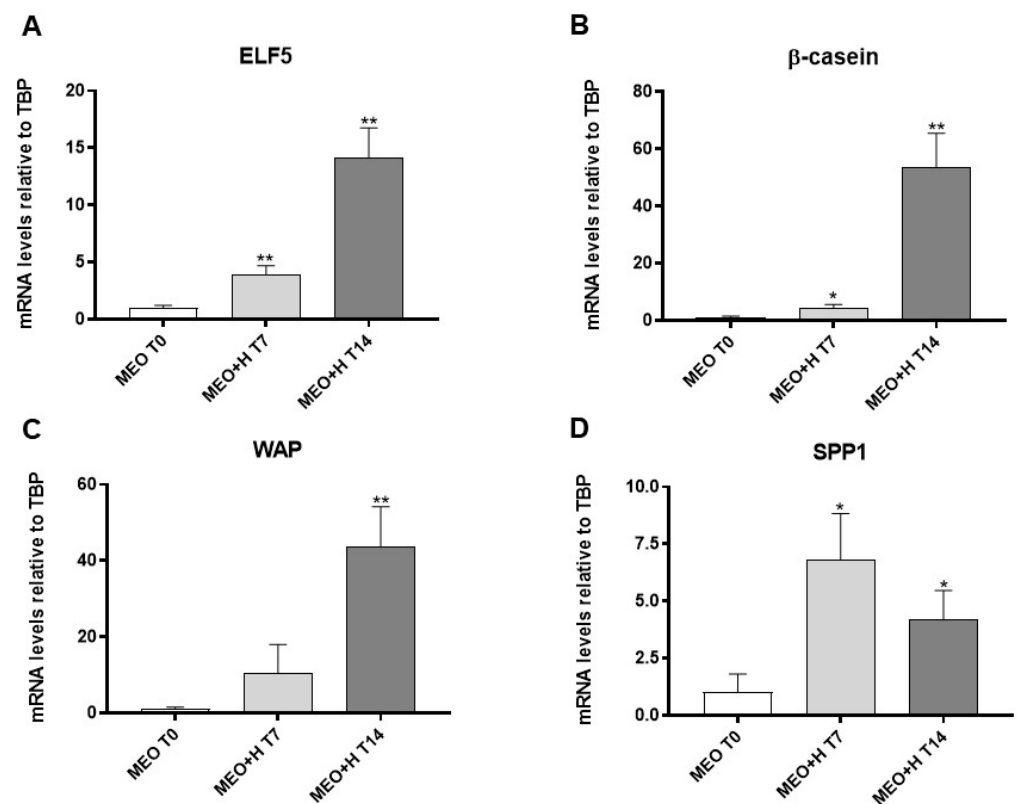 A
ELF5
mRNA levels relative to TBP
20
15
10
5
0
**
**
MEO T0
MEO+H T7
MEO+H T14
B
β-casein
mRNA levels relative to TBP
80
60
40
20
0
*
**
MEO T0
MEO+H T7
MEO+H T14
C
WAP
mRNA levels relative to TBP
60
40
20
0
**
MEO T0
MEO+H T7
MEO+H T14
D
SPP1
mRNA levels relative to TBP
10.0
7.5
5.0
2.5
0.0
*
*
MEO T0
MEO+H T7
MEO+H T14